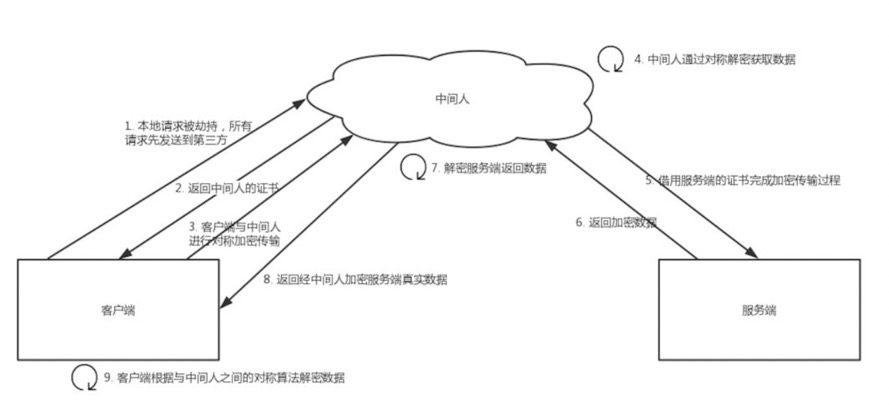 4. 中间人通过对称解密获取数据
中间人
1. 本地请求被劫持，所有
请求先发送到第三方
7. 解密服务端返回数据
2. 返回中间人的证书
5. 借用服务端的证书完成加密传输过程
3. 客户端与中间人
进行对称加密传输
6. 返回加密数据
8. 返回经中间人加密服务端真实数据
客户端
服务端
9. 客户端根据与中间人之间的对称算法解密数据